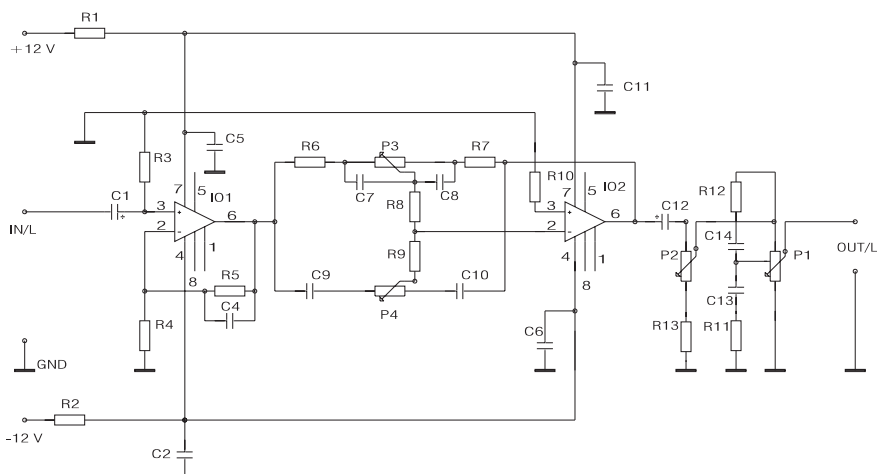 R1
+12 V
C11
C5
R3
R6
P3
R7
7
5
IO1
C7
C8
R10
7
5
IO2
C1
3
6
R8
3
6
C12
R12
IN/L
2
1
2
1
4
4
R9
C14
P2
P1
OUT/L
8
R5
C9
C10
8
C4
P4
C13
R4
C6
R13
R11
GND
R2
-12 V
C2
+
-
+
-
+
+